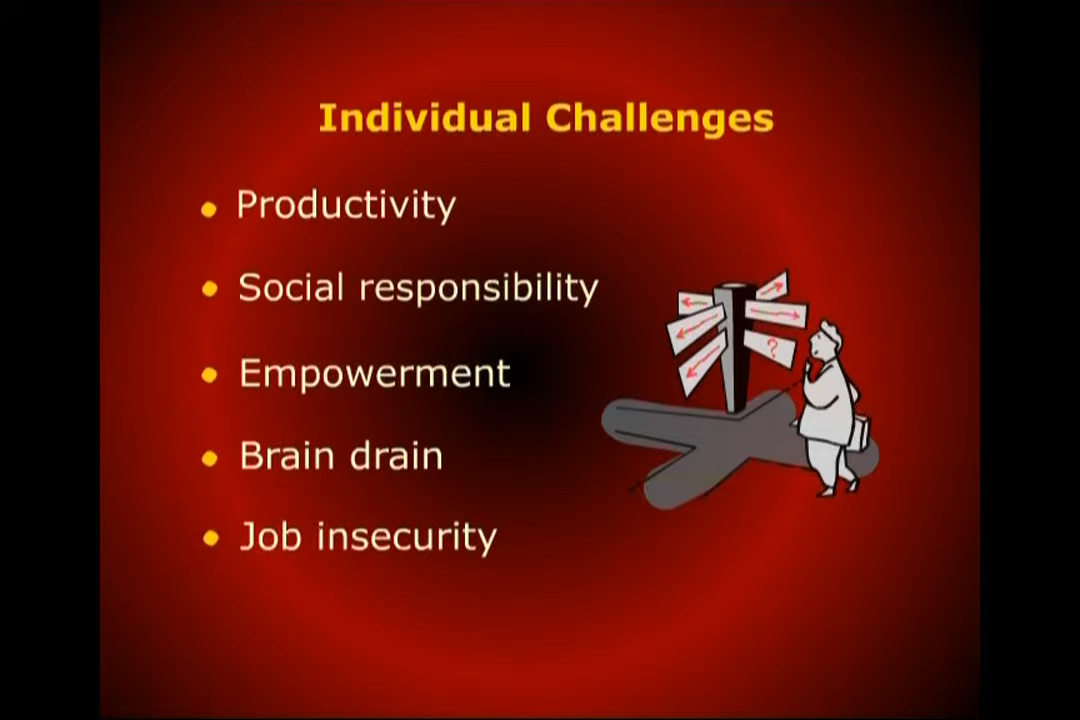 Individual Challenges
Productivity
Social responsibility
Empowerment
Brain drain
Job insecurity
?